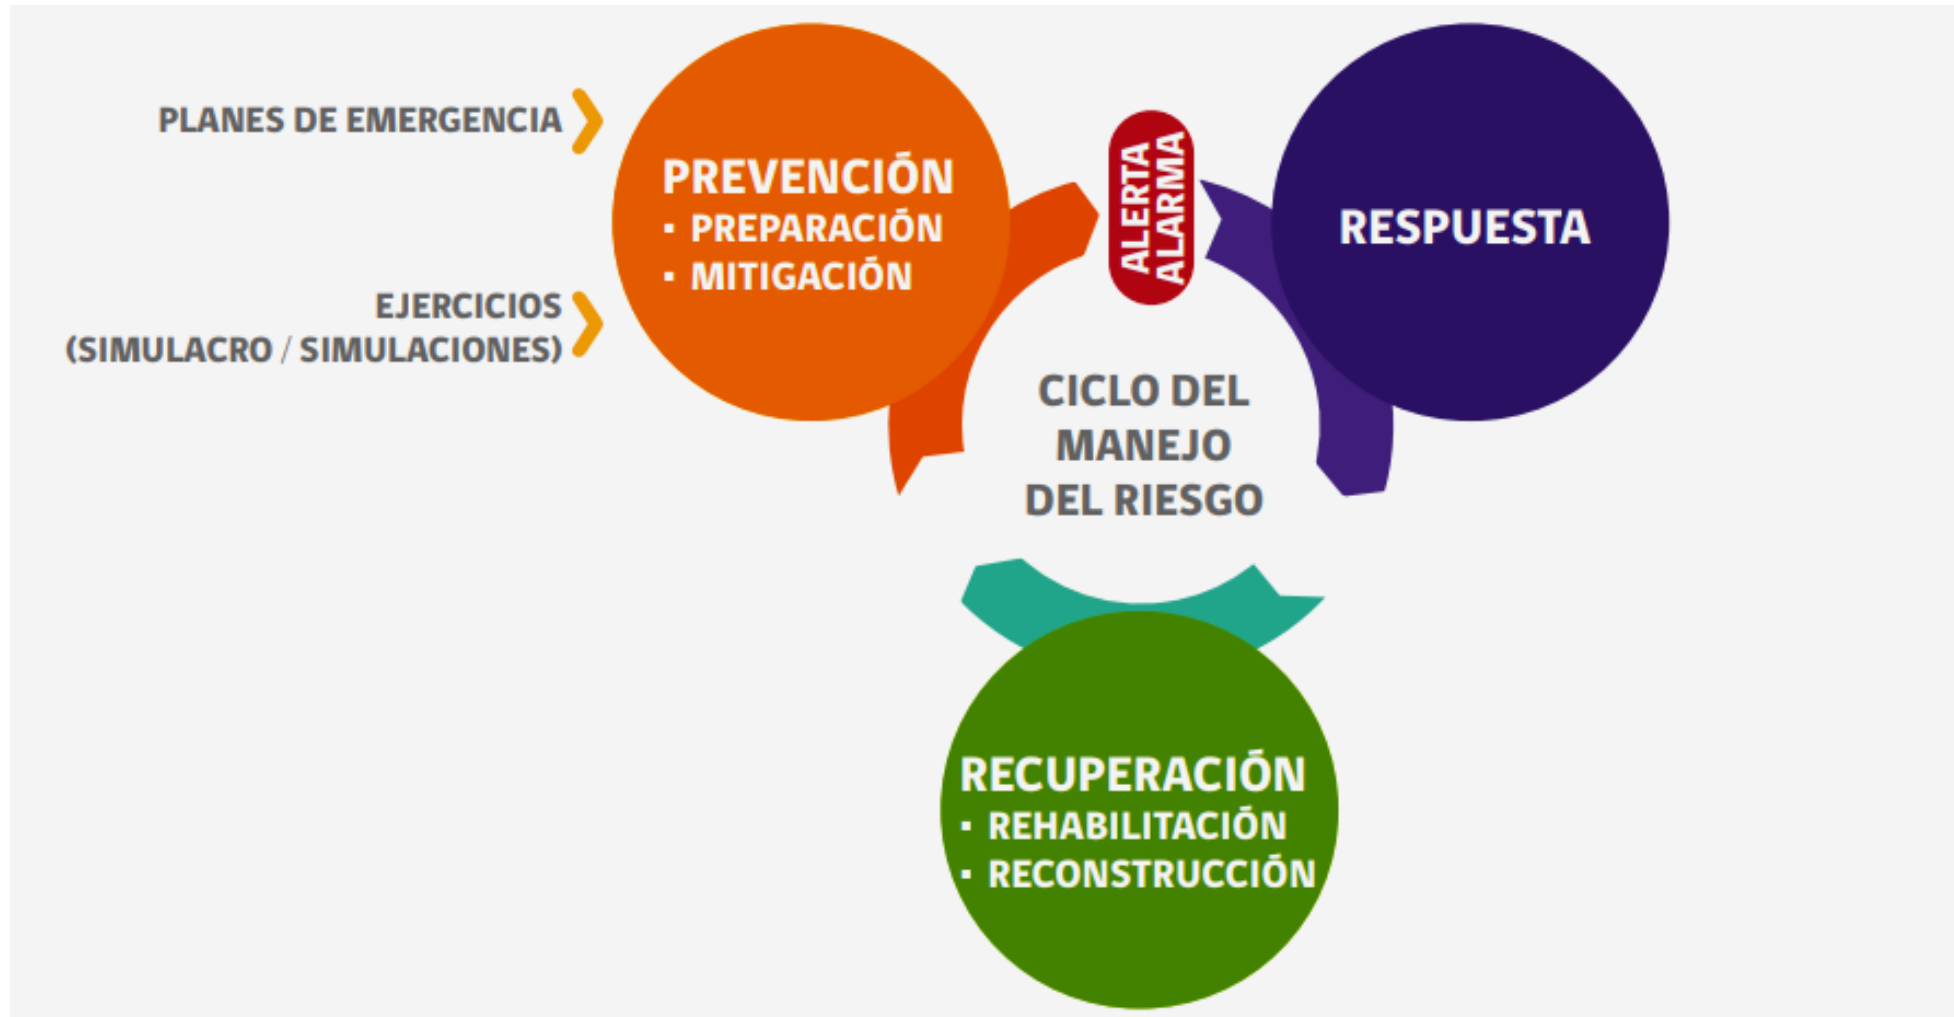 PLANES DE EMERGENCIA
EJERCICIOS
(SIMULACRO / SIMULACIONES)
PREVENCIÓN
▪ PREPARACIÓN
▪ MITIGACIÓN
ALERTA
ALARMA
RESPUESTA
CICLO DEL
MANEJO
DEL RIESGO
RECUPERACIÓN
▪ REHABILITACIÓN
▪ RECONSTRUCCIÓN